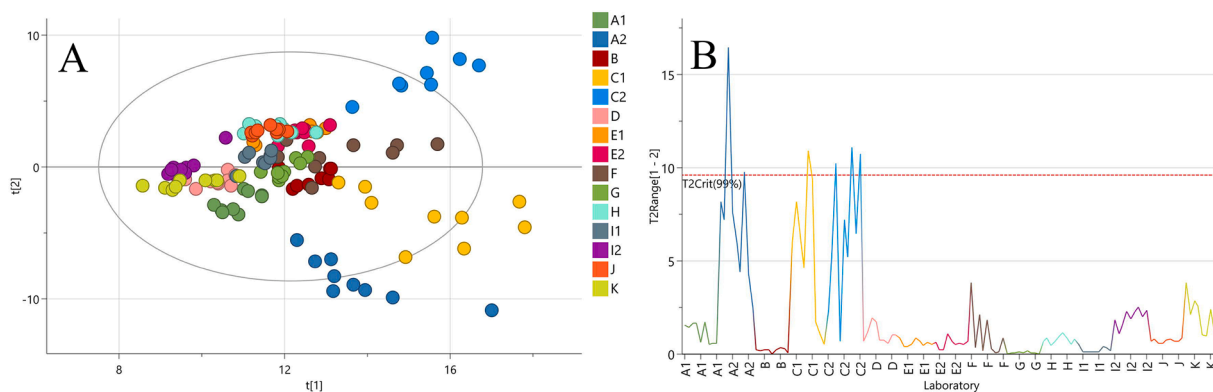 A
10
0
-10
t[2]
8
12
16
t[1]
A1
A2
B
C1
C2
D
E1
E2
F
G
H
I1
I2
J
K
B
15
10
5
0
T2Range[1 - 2]
T2Crit(99%)
A1 A1 A1 A2 A2 B B C1 C1 C2 C2 C2 D D E1 E1 E2 E2 F F G G H H I1 I1 I2 I2 J J K K
Laboratory